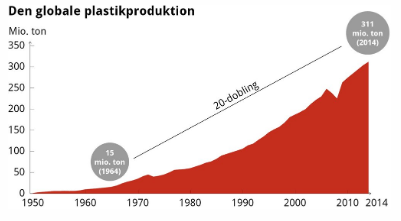 Den globale plastikproduktion
Mio. ton
350
300
250
200
150
100
50
0
311
mio. ton
(2014)
20-dobling
15
mio. ton
(1964)
1950 1960 1970 1980 1990 2000 2010 2014